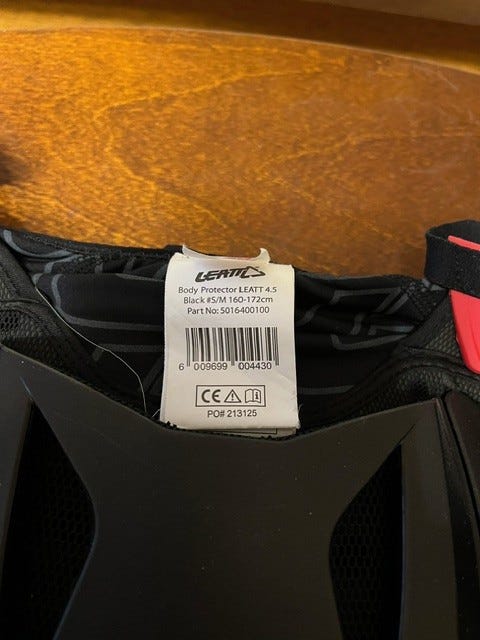 LEATT
Body Protector LEATT 4.5
Black #S/M 160-172cm
Part No: 5016400100
6 009699 004430
CE
PO# 213125